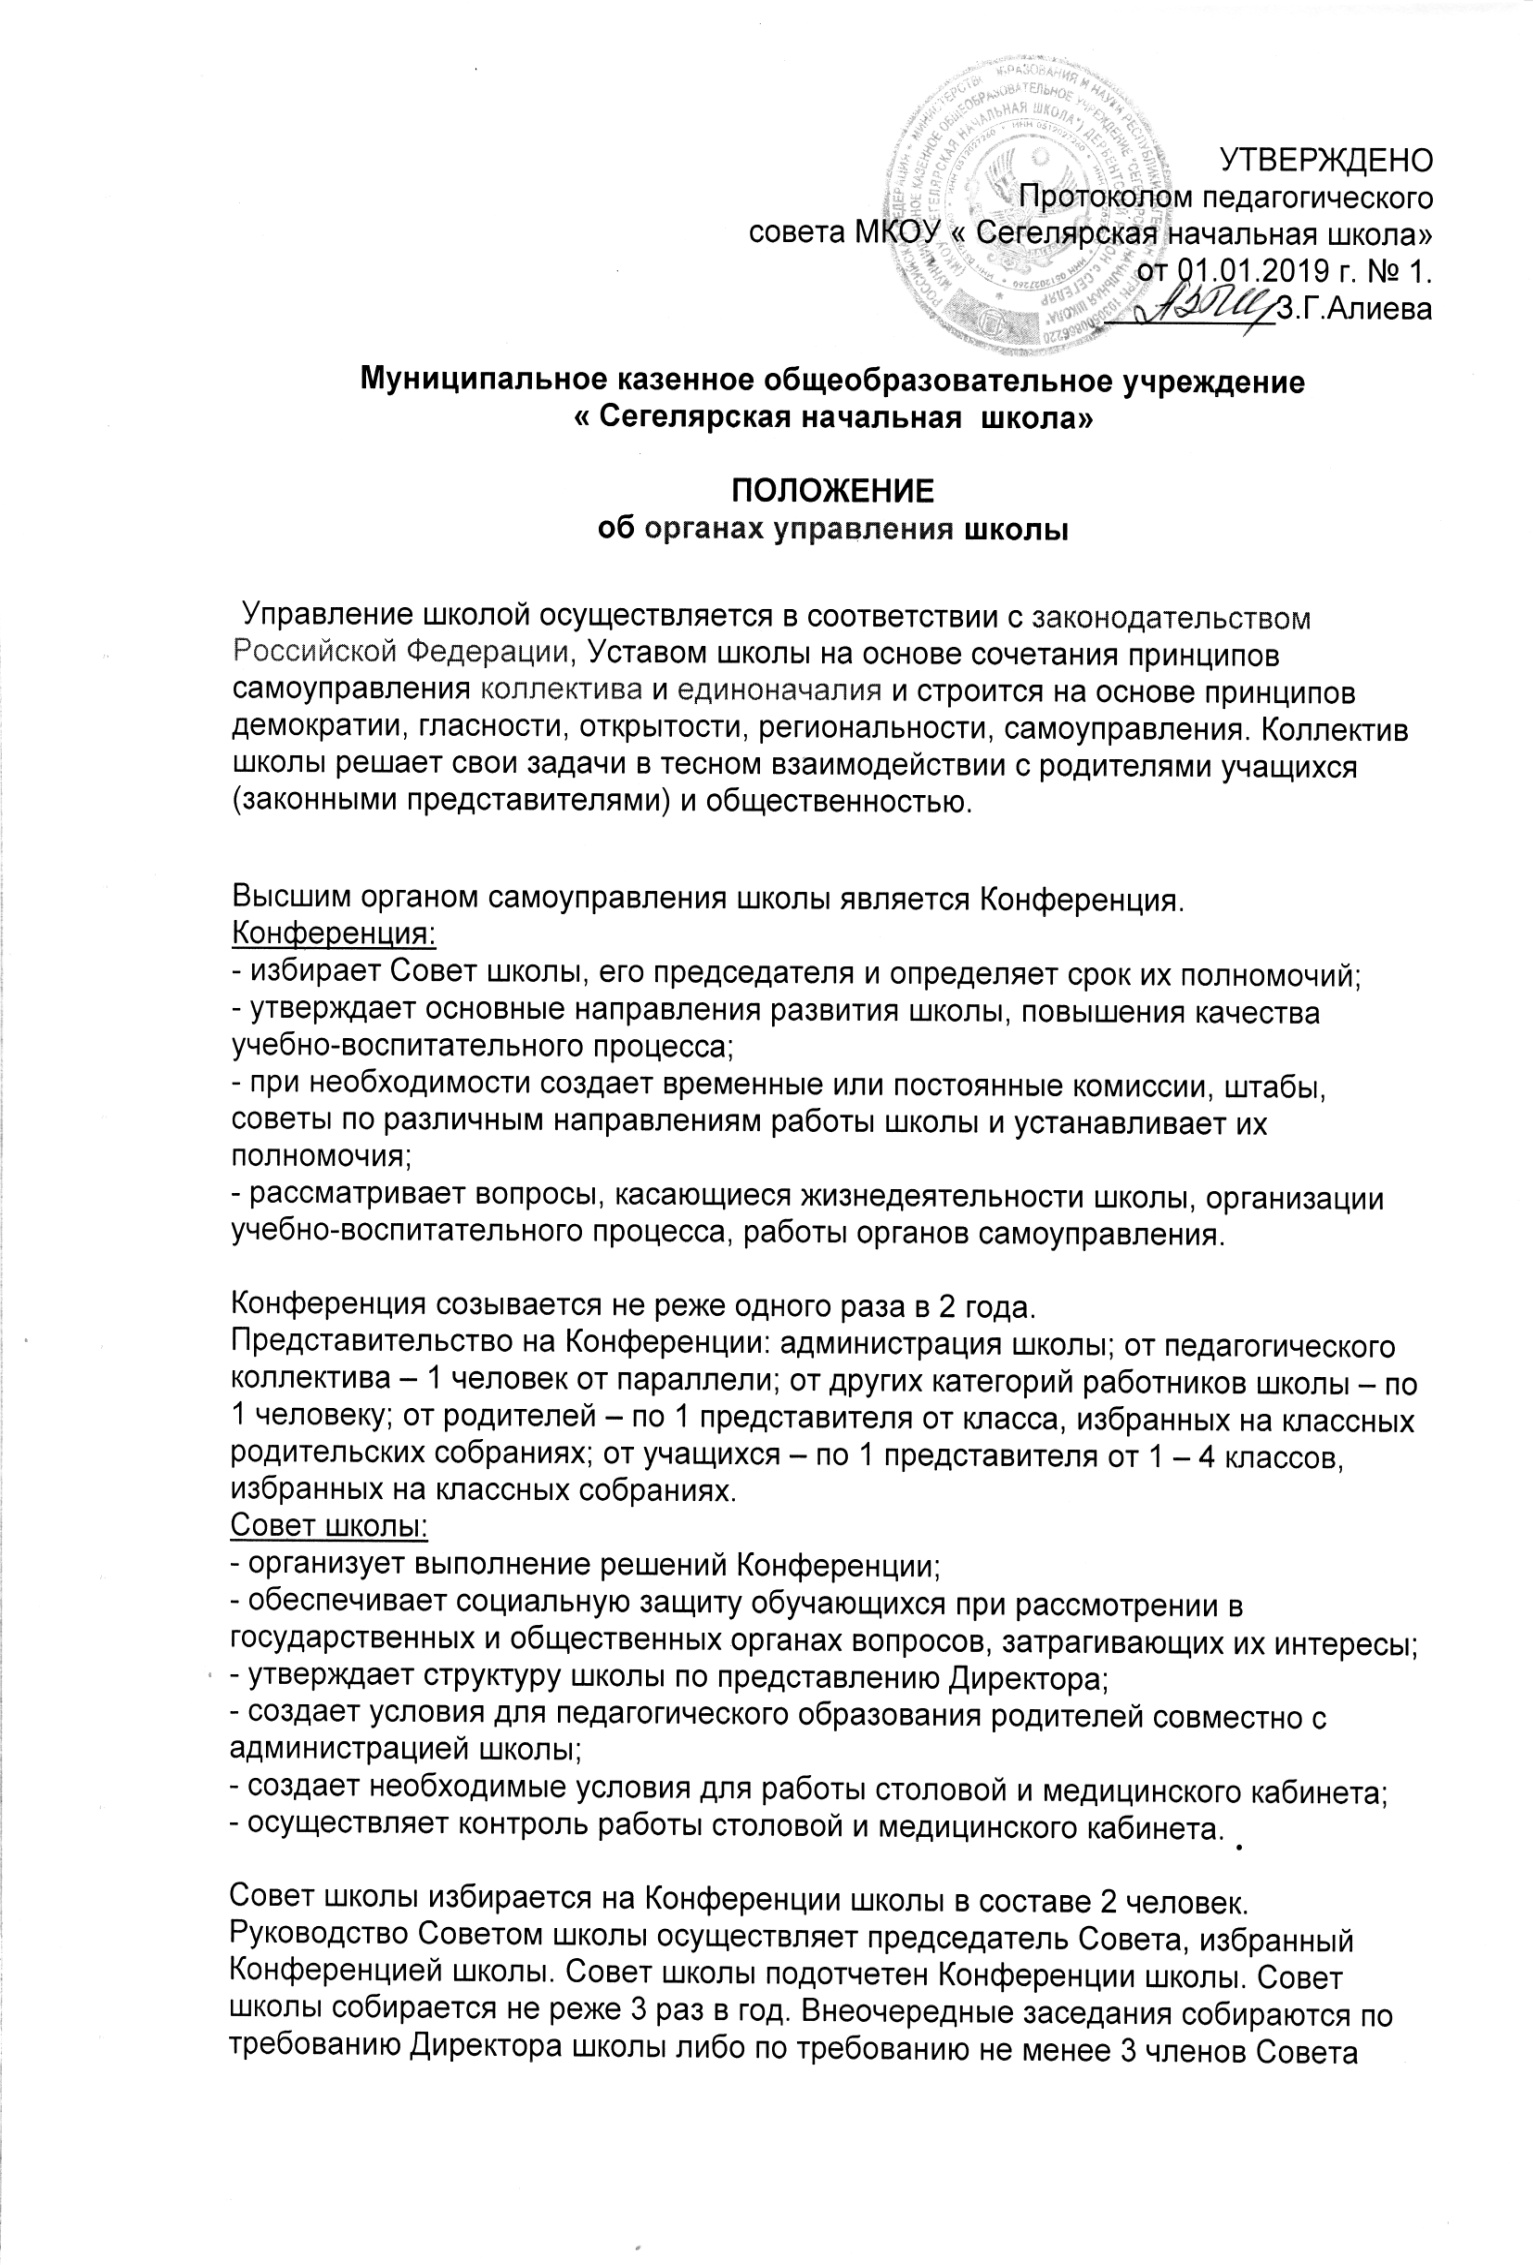 УТВЕРЖДЕНО
Протоколом педагогического
совета МКОУ « Сегелярская начальная школа»
от 01.01.2019 г. № 1.
З.Г.Алиева
Муниципальное казенное общеобразовательное учреждение
« Сегелярская начальная школа»
ПОЛОЖЕНИЕ
об органах управления школы
Управление школой осуществляется в соответствии с законодательством
Российской Федерации, Уставом школы на основе сочетания принципов
самоуправления коллектива и единоначалия и строится на основе принципов
демократии, гласности, открытости, региональности, самоуправления. Коллектив
школы решает свои задачи в тесном взаимодействии с родителями учащихся
(законными представителями) и общественностью.
Высшим органом самоуправления школы является Конференция.
Конференция:
- избирает Совет школы, его председателя и определяет срок их полномочий;
- утверждает основные направления развития школы, повышения качества
учебно-воспитательного процесса;
- при необходимости создает временные или постоянные комиссии, штабы,
советы по различным направлениям работы школы и устанавливает их
полномочия;
- рассматривает вопросы, касающиеся жизнедеятельности школы, организации
учебно-воспитательного процесса, работы органов самоуправления.
Конференция созывается не реже одного раза в 2 года.
Представительство на Конференции: администрация школы; от педагогического
коллектива – 1 человек от параллели; от других категорий работников школы – по
1 человеку; от родителей – по 1 представителя от класса, избранных на классных
родительских собраниях; от учащихся – по 1 представителя от 1 – 4 классов,
избранных на классных собраниях.
Совет школы:
- организует выполнение решений Конференции;
- обеспечивает социальную защиту обучающихся при рассмотрении в
государственных и общественных органах вопросов, затрагивающих их интересы;
- утверждает структуру школы по представлению Директора;
- создает условия для педагогического образования родителей совместно с
администрацией школы;
- создает необходимые условия для работы столовой и медицинского кабинета;
- осуществляет контроль работы столовой и медицинского кабинета.
Совет школы избирается на Конференции школы в составе 2 человек.
Руководство Советом школы осуществляет председатель Совета, избранный
Конференцией школы. Совет школы подотчетен Конференции школы. Совет
школы собирается не реже 3 раз в год. Внеочередные заседания собираются по
требованию Директора школы либо по требованию не менее 3 членов Совета